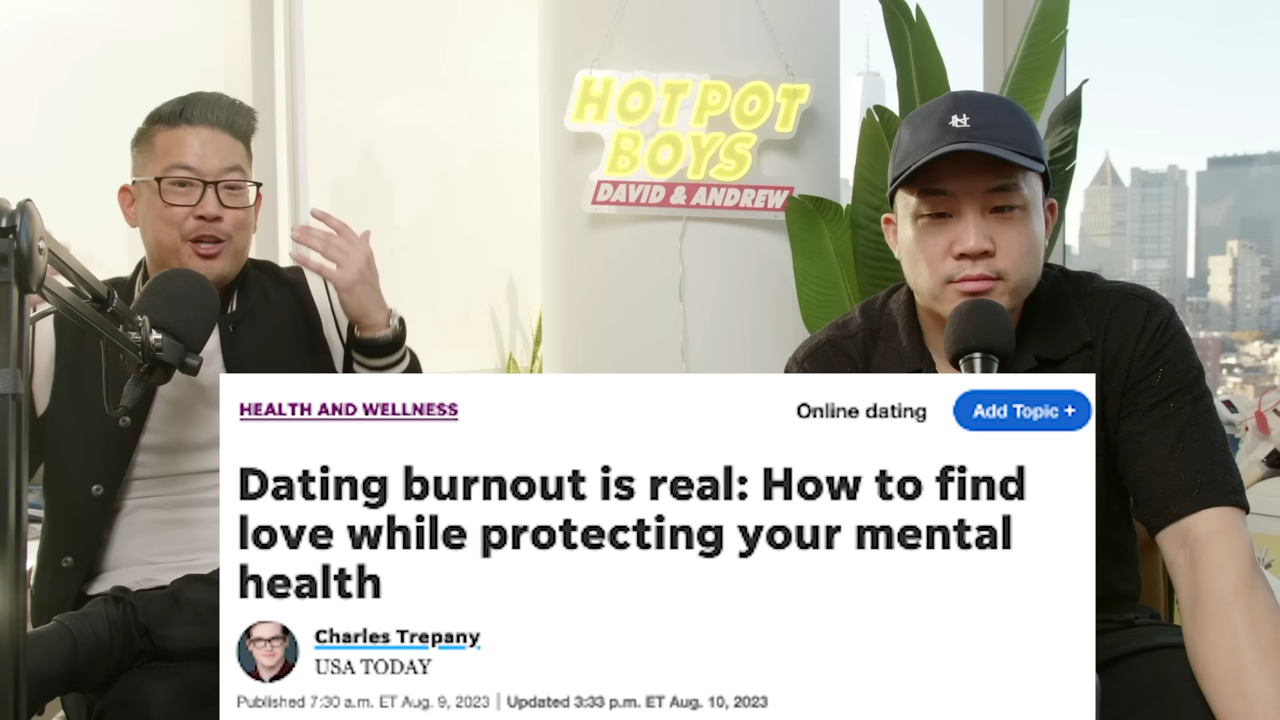 HOT POT
BOYS
DAVID & ANDREW
HEALTH AND WELLNESS
Online dating
Add Topic +
Dating burnout is real: How to find
love while protecting your mental
health
Charles Trepany
USA TODAY
Published 7:30 a.m. ET Aug. 9, 2023 | Updated 3:33 p.m. ET Aug. 10, 2023